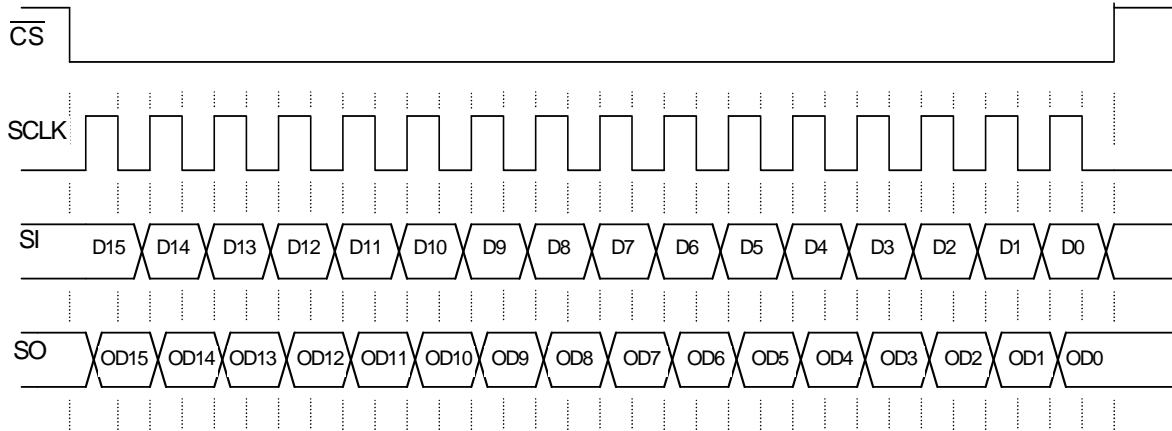 CS
SCLK
SI D15 D14 D13 D12 D11 D10 D9 D8 D7 D6 D5 D4 D3 D2 D1 D0
SO OD15 OD14 OD13 OD12 OD11 OD10 OD9 OD8 OD7 OD6 OD5 OD4 OD3 OD2 OD1 OD0